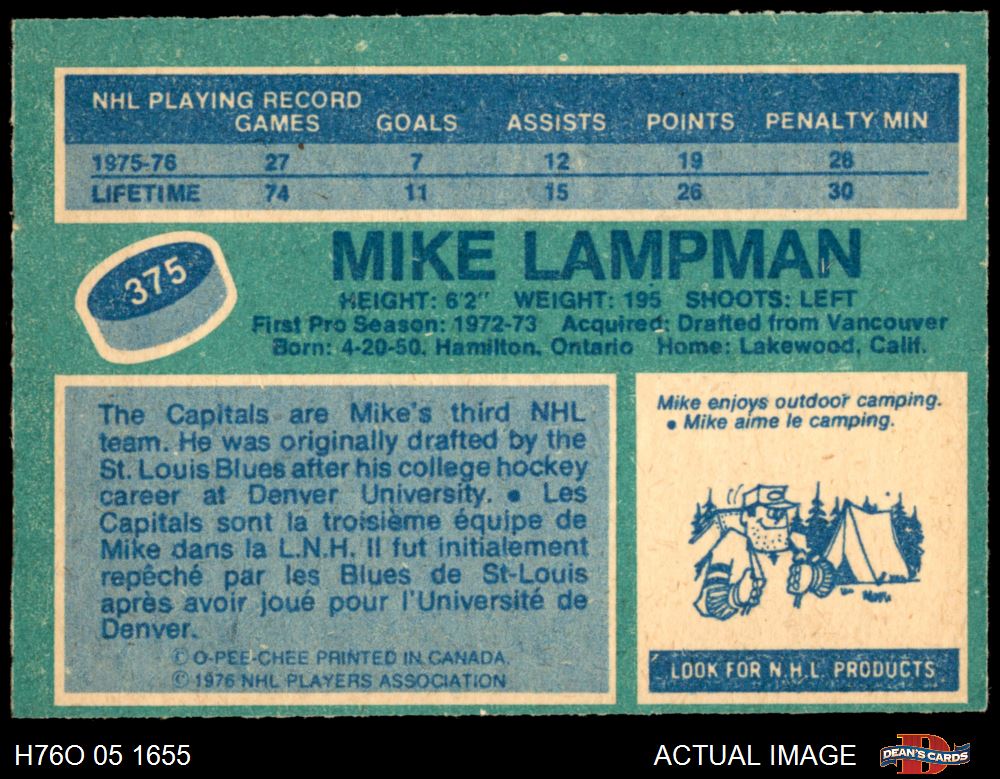 NHL PLAYING RECORD
GAMES GOALS ASSISTS POINTS PENALTY MIN
1975-76 27 7 12 19 28
LIFETIME 74 11 15 26 30
375
MIKE LAMPMAN
HEIGHT: 6'2" WEIGHT: 195 SHOOTS: LEFT
First Pro Season: 1972-73 Acquired: Drafted from Vancouver
Born: 4-20-50, Hamilton, Ontario Home: Lakewood, Calif.
The Capitals are Mike's third NHL
team. He was originally drafted by the
St. Louis Blues after his college hockey
career at Denver University. • Les
Capitals sont la troisième équipe de
Mike dans la L.N.H. Il fut initialement
repêché par les Blues de St-Louis
après avoir joué pour l'Université de
Denver.
© O-PEE-CHEE PRINTED IN CANADA.
© 1976 NHL PLAYERS ASSOCIATION
Mike enjoys outdoor camping.
• Mike aime le camping.
LOOK FOR N.H.L PRODUCTS
H76O 05 1655
ACTUAL IMAGE
DEAN'S CARDS